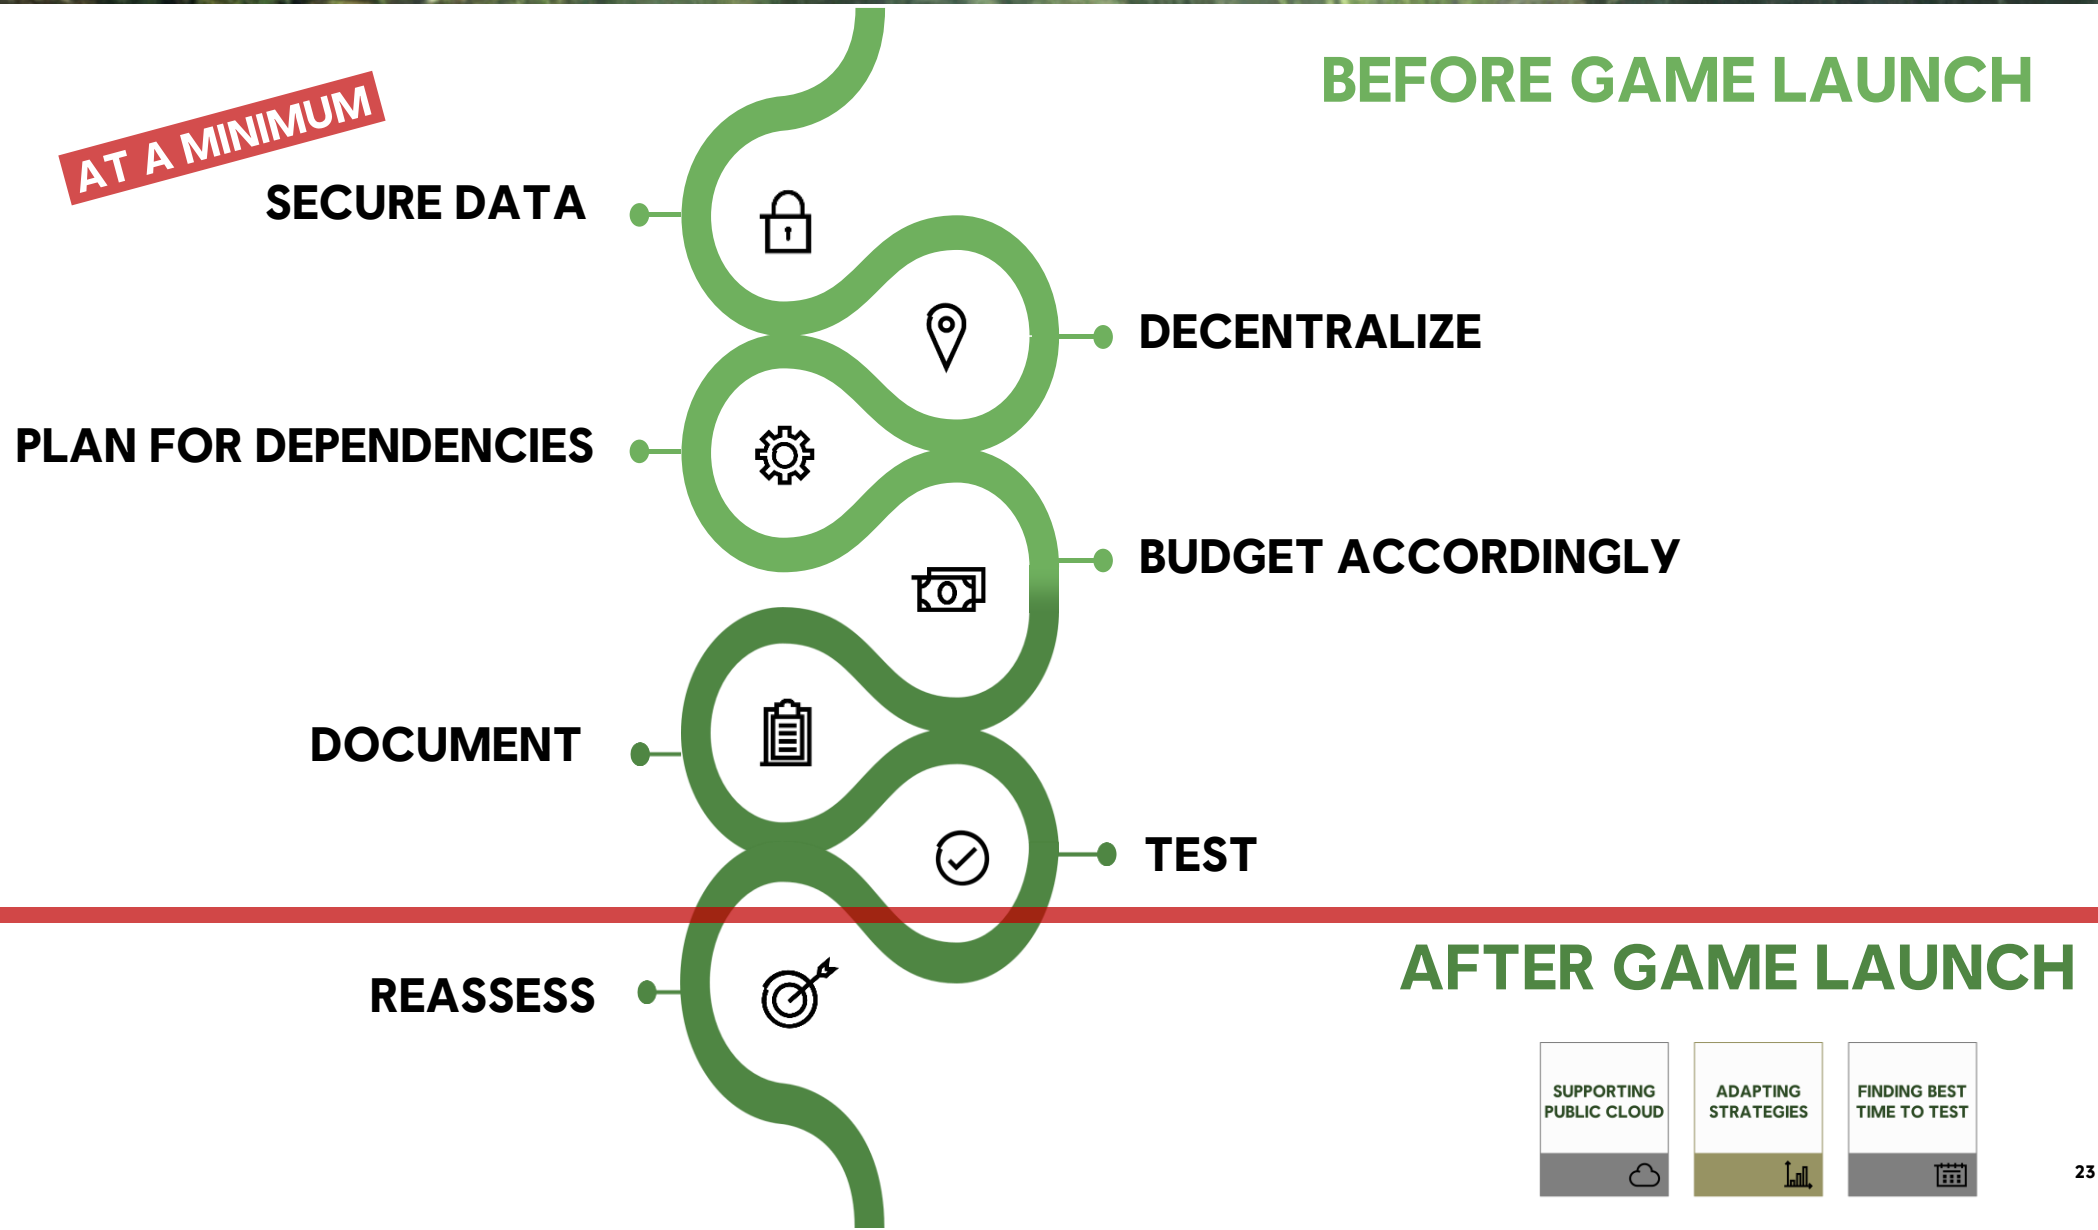 BEFORE GAME LAUNCH
AT A MINIMUM
SECURE DATA
DECENTRALIZE
PLAN FOR DEPENDENCIES
BUDGET ACCORDINGLY
DOCUMENT
TEST
AFTER GAME LAUNCH
REASSESS
SUPPORTING
PUBLIC CLOUD
ADAPTING
STRATEGIES
FINDING BEST
TIME TO TEST
23